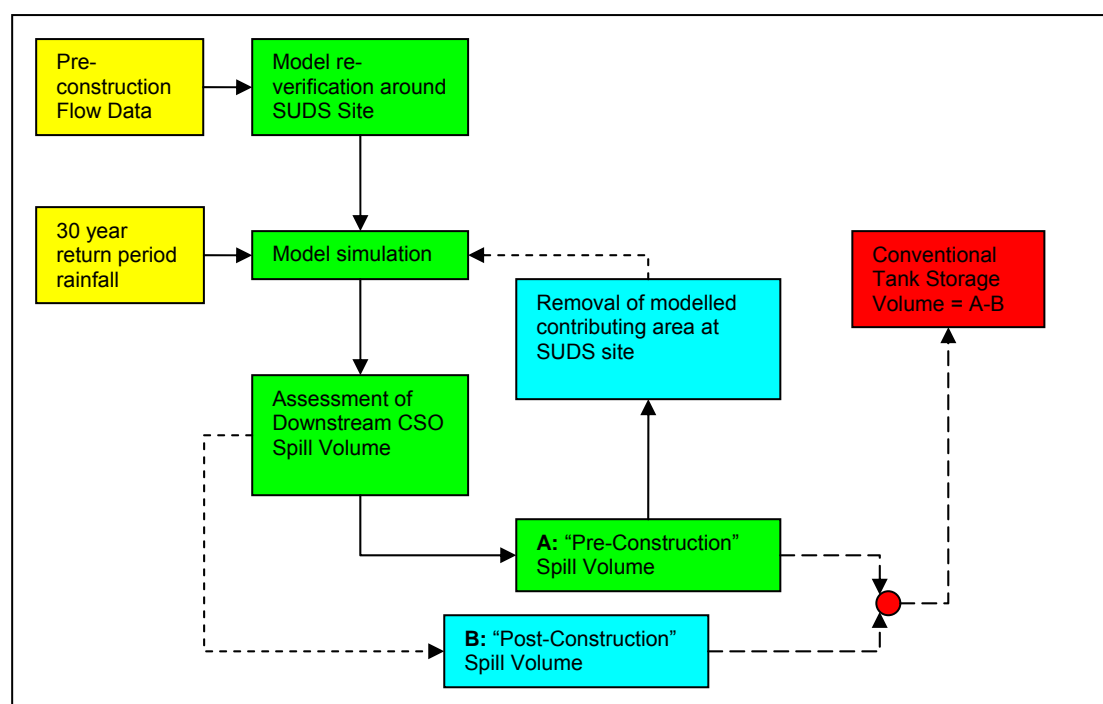 Pre-
construction
Flow Data
Model re-
verification around
SUDS Site
30 year
return period
rainfall
Model simulation
Conventional
Tank Storage
Volume = A-B
Removal of modelled
contributing area at
SUDS site
Assessment of
Downstream CSO
Spill Volume
A: “Pre-Construction”
Spill Volume
B: “Post-Construction”
Spill Volume